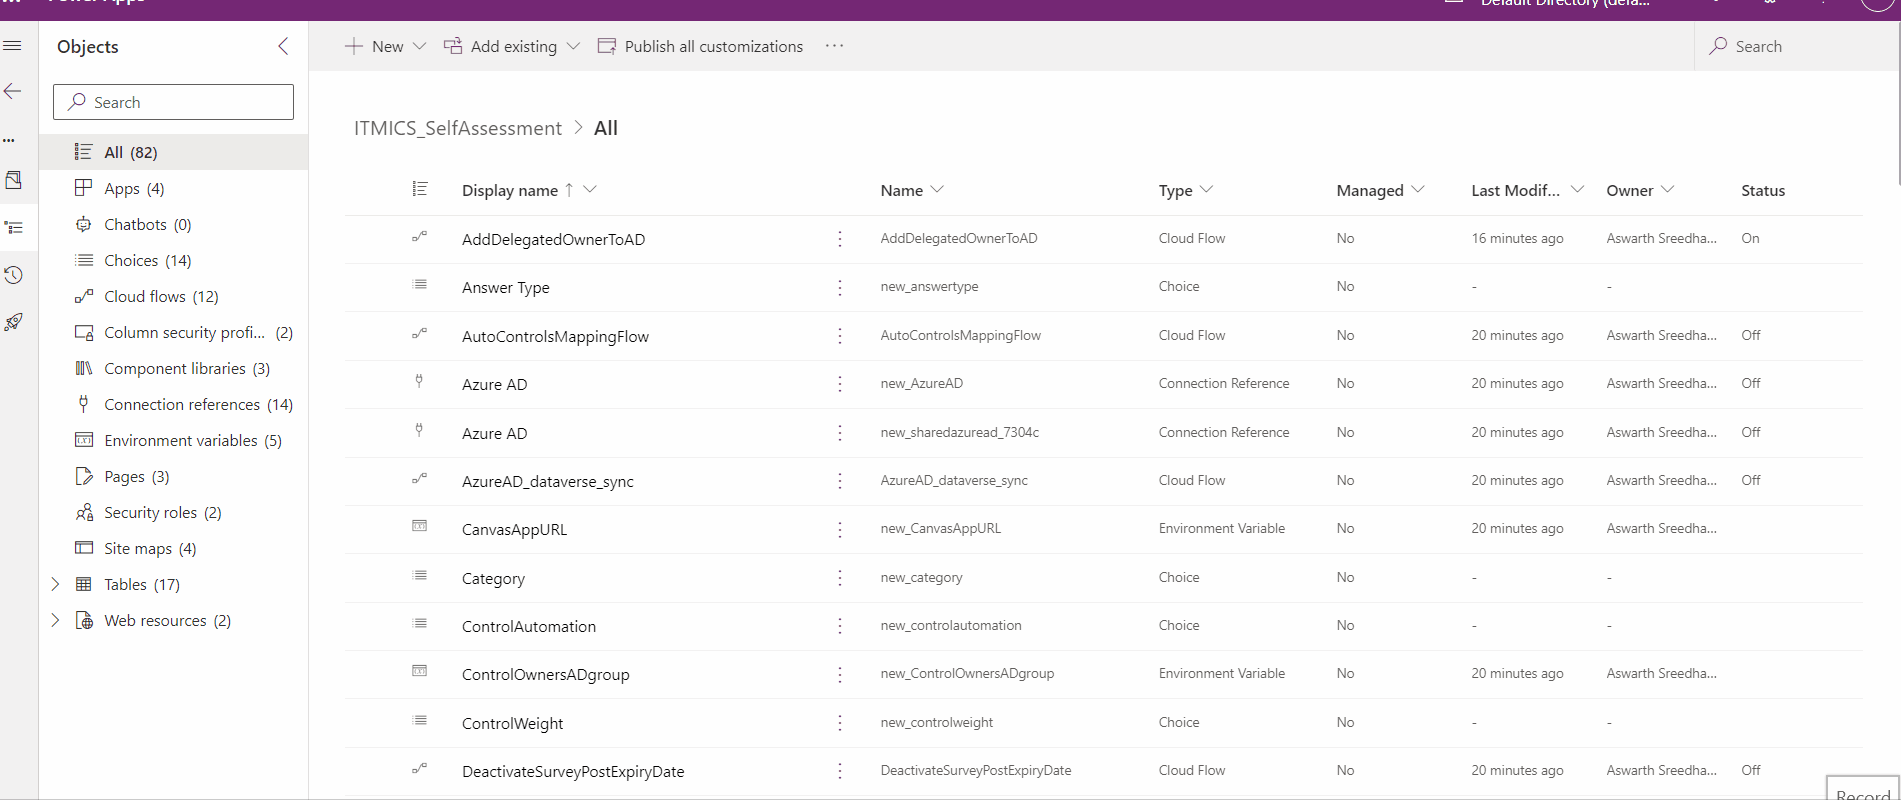 Power Apps
Default Directory (defa...
Objects
New
Add existing
Publish all customizations
Search
Search
ITMICS_SelfAssessment > All
All (82)
Apps (4)
Chatbots (0)
Choices (14)
Cloud flows (12)
Column security profi... (2)
Component libraries (3)
Connection references (14)
Environment variables (5)
Pages (3)
Security roles (2)
Site maps (4)
Tables (17)
Web resources (2)
Display name ↑ Name Type Managed Last Modif... Owner Status
AddDelegatedOwnerToAD AddDelegatedOwnerToAD Cloud Flow No 16 minutes ago Aswarth Sreedha... On
Answer Type new_answertype Choice No - -
AutoControlsMappingFlow AutoControlsMappingFlow Cloud Flow No 20 minutes ago Aswarth Sreedha... Off
Azure AD new_AzureAD Connection Reference No 20 minutes ago Aswarth Sreedha... Off
Azure AD new_sharedazuread_7304c Connection Reference No 20 minutes ago Aswarth Sreedha... Off
AzureAD_dataverse_sync AzureAD_dataverse_sync Cloud Flow No 20 minutes ago Aswarth Sreedha... Off
CanvasAppURL new_CanvasAppURL Environment Variable No 20 minutes ago Aswarth Sreedha...
Category new_category Choice No - -
ControlAutomation new_controlautomation Choice No - -
ControlOwnersADgroup new_ControlOwnersADgroup Environment Variable No 20 minutes ago Aswarth Sreedha...
ControlWeight new_controlweight Choice No - -
DeactivateSurveyPostExpiryDate DeactivateSurveyPostExpiryDate Cloud Flow No 20 minutes ago Aswarth Sreedha... Off
Record